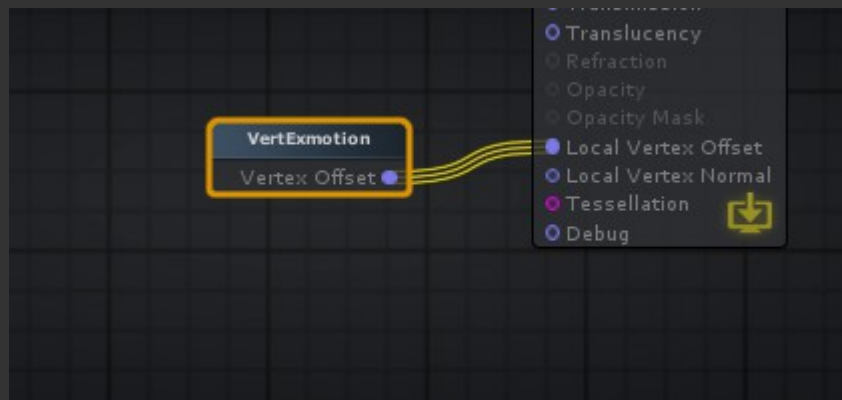 Translucency
Refraction
Opacity
Opacity Mask
VertExmotion
Vertex Offset
Local Vertex Offset
Local Vertex Normal
Tessellation
Debug